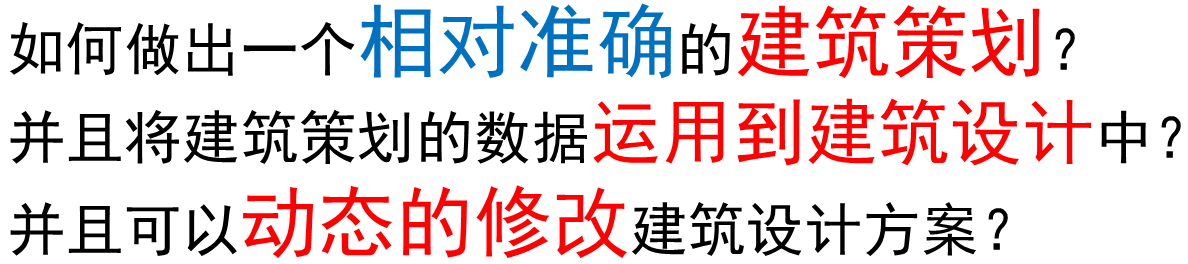 如何做出一个相对准确的建筑策划？
并且将建筑策划的数据运用到建筑设计中？
并且可以动态的修改建筑设计方案？